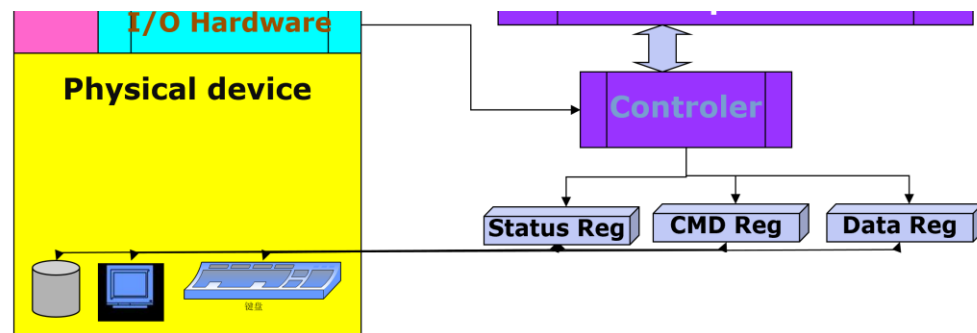 I/O Hardware
Physical device
Controler
Status Reg
CMD Reg
Data Reg
键盘